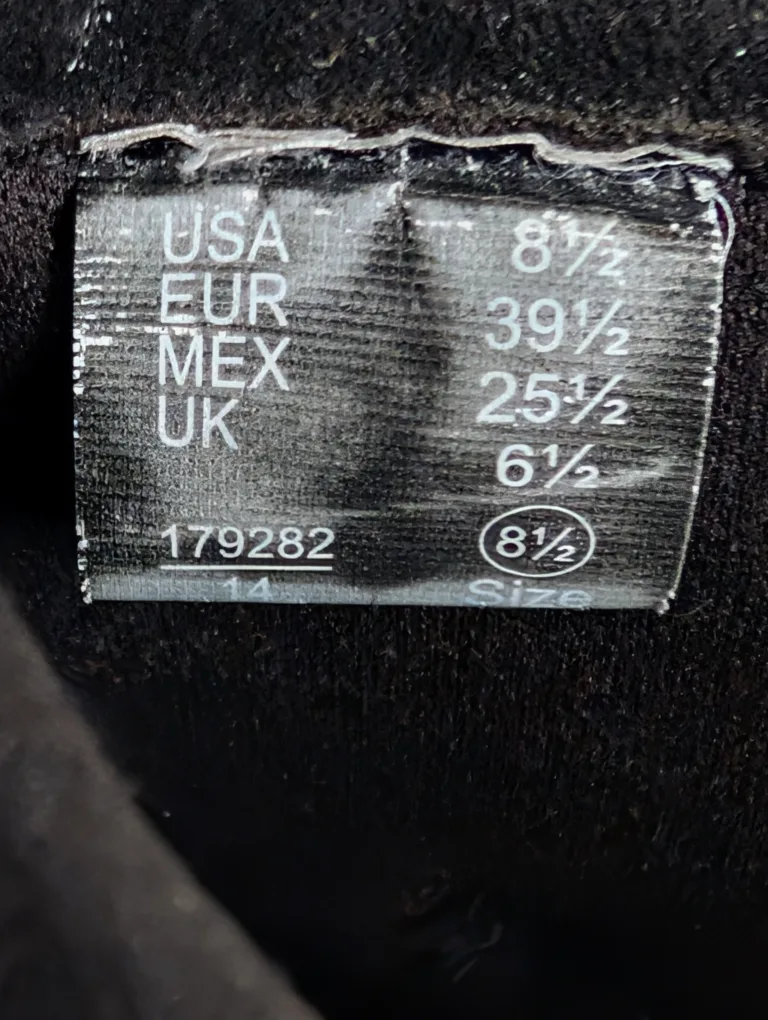 USA 8½
EUR 39½
MEX 25½
UK 6½
179282 8½
14 Size